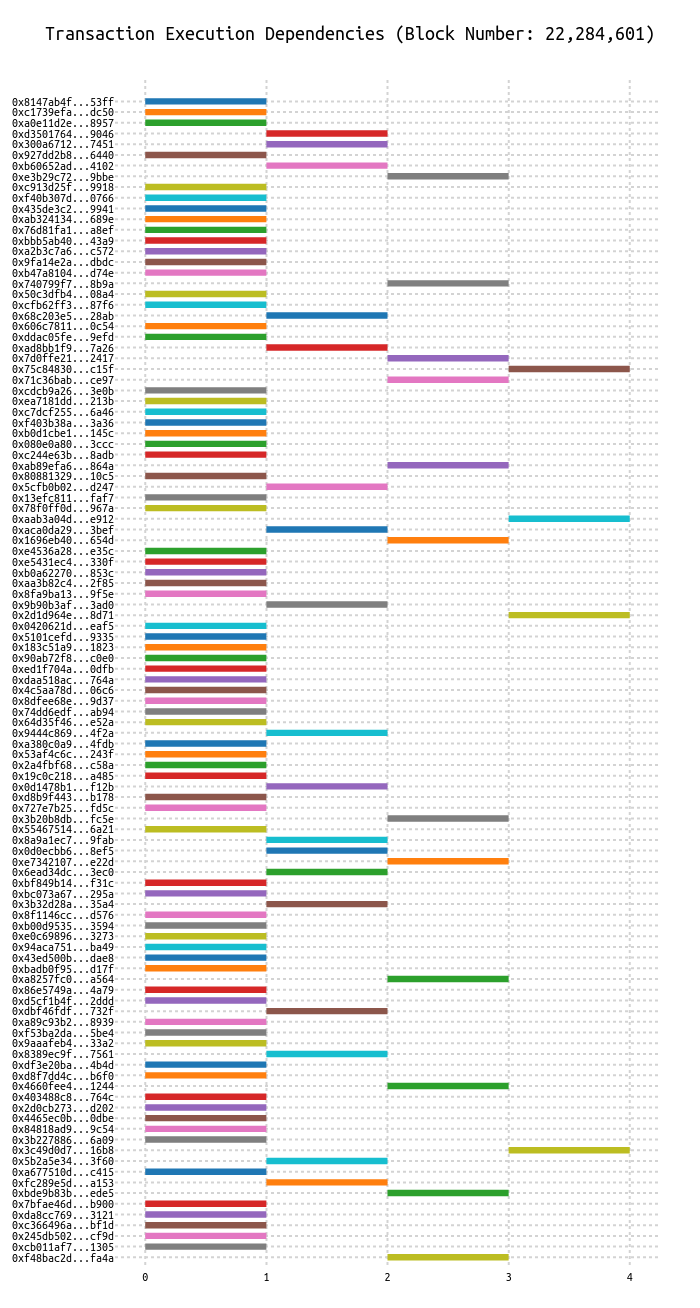 Transaction Execution Dependencies (Block Number: 22,284,601)
0x8147ab4f...53ff
0xc1739efa...dc50
0xa0e11d2e...8957
0xd3501764...9046
0x300a6712...7451
0x927dd2b8...6440
0xb60652ad...4102
0xe3b29c72...9bbe
0xc913d25f...9918
0xf40b307d...0766
0x435de3c2...9941
0xab324134...689e
0x76d81fa1...a8ef
0xbbb5ab40...43a9
0xa2b3c7a6...c572
0x9fa14e2a...dbdc
0xb47a8104...d74e
0x740799f7...8b9a
0x50c3dfb4...08a4
0xcfb62ff3...87f6
0x68c203e5...28ab
0x606c7811...0c54
0xddac05fe...9efd
0xad8bb1f9...7a26
0x7d0ffe21...2417
0x75c84830...c15f
0x71c36bab...ce97
0xcdcb9a26...3e0b
0xea7181dd...213b
0xc7dcf255...6a46
0xf403b38a...3a36
0xb0d1cbe1...145c
0x080e0a80...3ccc
0xc244e63b...8adb
0xab89efa6...864a
0x80881329...10c5
0x5cfb0b02...d247
0x13efc811...faf7
0x78f0ff0d...967a
0xaab3a04d...e912
0xaca0da29...3bef
0x1696eb40...654d
0xe4536a28...e35c
0xe5431ec4...330f
0xb0a62270...853c
0xaa3b82c4...2f85
0x8fa9ba13...9f5e
0x9b90b3af...3ad0
0x2d1d964e...8d71
0x0420621d...eaf5
0x5101cefd...9335
0x183c51a9...1823
0x90ab72f8...c0e0
0xed1f704a...0dfb
0xdaa518ac...764a
0x4c5aa78d...06c6
0x8dfee68e...9d37
0x74dd6edf...ab94
0x64d35f46...e52a
0x9444c869...4f2a
0xa380c0a9...4fdb
0x53af4c6c...243f
0x2a4fbf68...c58a
0x19c0c218...a485
0x0d1478b1...f12b
0xd8b9f443...b178
0x727e7b25...fd5c
0x3b20b8db...fc5e
0x55467514...6a21
0x8a9a1ec7...9fab
0x0d0ecbb6...8ef5
0xe7342107...e22d
0x6ead34dc...3ec0
0xbf849b14...f31c
0xbc073a67...295a
0x3b32d28a...35a4
0x8f1146cc...d576
0xb00d9535...3594
0xe0c69896...3273
0x94aca751...ba49
0x43ed500b...dae8
0xbadb0f95...d17f
0xa8257fc0...a564
0x86e5749a...4a79
0xd5cf1b4f...2ddd
0xdbf46fdf...732f
0xa89c93b2...8939
0xf53ba2da...5be4
0x9aaafeb4...33a2
0x8389ec9f...7561
0xdf3e20ba...4b4d
0xd8f7dd4c...b6f0
0x4660fee4...1244
0x403488c8...764c
0x2d0cb273...d202
0x4465ec0b...0dbe
0x84818ad9...9c54
0x3b227886...6a09
0x3c49d0d7...16b8
0x5b2a5e34...3f60
0xa677510d...c415
0xfc289e5d...a153
0xbde9b83b...ede5
0x7bfae46d...b900
0xda8cc769...3121
0xc366496a...bf1d
0x245db502...cf9d
0xcb011af7...1305
0xf48bac2d...fa4a
0 1 2 3 4